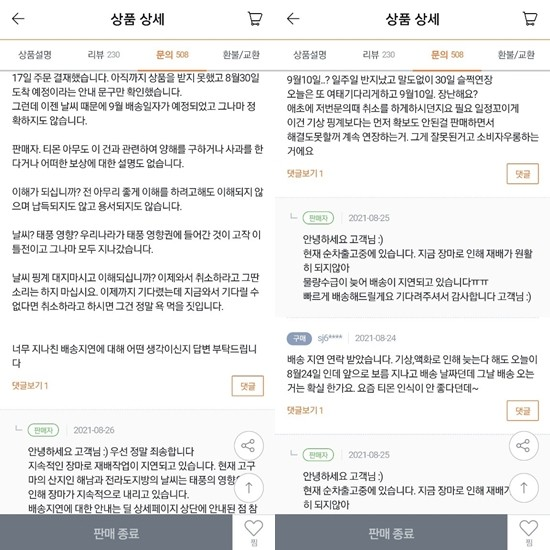 상품 상세
상품설명
리뷰 230
문의 508
환불/교환
17일 주문 결재했습니다. 아직까지 상품을 받지 못했고 8월30일
도착 예정이라는 안내 문구만 확인했습니다.
그런데 이젠 날씨 때문에 9월 배송일자가 예정되었고 그나마 정
확하지도 않습니다.
판매자. 티몬 아무도 이 건과 관련하여 양해를 구하거나 사과를 한
다거나 어떠한 보상에 대한 설명도 없습니다.
이해가 되십니까? 전 아무리 좋게 이해를 하려고해도 이해되지 않
으며 납득되지도 않고 용서되지도 않습니다.
날씨? 태풍 영향? 우리나라가 태풍 영향권에 들어간 것이 고작 이
틀전이고 그나마 모두 지나갔습니다.
날씨 핑계 대지마시고 이해되십니까? 이제와서 취소하라고 그딴
소리는 하지 마십시요. 이제까지 기다렸는데 지금와서 기다릴 수
없다면 취소하라고 하시면 그건 정말 욕 먹을 짓입니다.
너무 지나친 배송지연에 대해 어떤 생각이신지 답변 부탁드립니
다
댓글보기 1
댓글
판매자
2021-08-26
안녕하세요 고객님 :) 우선 정말 죄송합니다
지속적인 장마로 재배작업이 지연되고 있습니다. 현재 고구
마의 산지인 해남과 전라도지방의 날씨는 태풍의 영향
인해 장마가 지속적으로 내리고 있습니다.
배송지연에 대한 안내는 딜 상세페이지 상단에 안내된 점 참
판매 종료
찜
상품 상세
상품설명
리뷰 230
문의 508
환불/교환
9월10일..? 일주일 반지났고 말도없이 30일 슬쩍연장
오늘은 또 여태기다리게하고 9월10일. 장난해요?
애초에 저번문의때 취소를 하게하시던지요 필요 일정꼬이게
이건 기상 핑계보다는 먼저 확보도 안된걸 판매하면서
해결도못할꺼 계속 연장하는거. 그게 잘못된거고 소비자우롱하는
거에요
댓글보기 1
댓글
판매자
2021-08-25
안녕하세요 고객님 :)
현재 순차출고중에 있습니다. 지금 장마로 인해 재배가 원활
히 되지않아
물량수급이 늦어 배송이 지연되고 있습니다ㅠㅠ
빠르게 배송해드릴게요 기다려주셔서 감사합니다 고객님 :)
구매
sj6****
2021-08-24
배송 지연 연락 받았습니다. 기상,액화로 인해 늦는다 해도 오늘이
8월24일 인데 앞으로 보름 지나고 배송 날짜던데 그날 배송 오는
거는 확실 한가요. 요즘 티몬 인식이 안 좋다던데~
댓글보기 1
댓글
판매자
2021-08-25
안녕하세요 고객님 :)
현재 순차출고중에 있습니다. 지금 장마로 인해 재배가
히 되지않아
판매 종료
찜